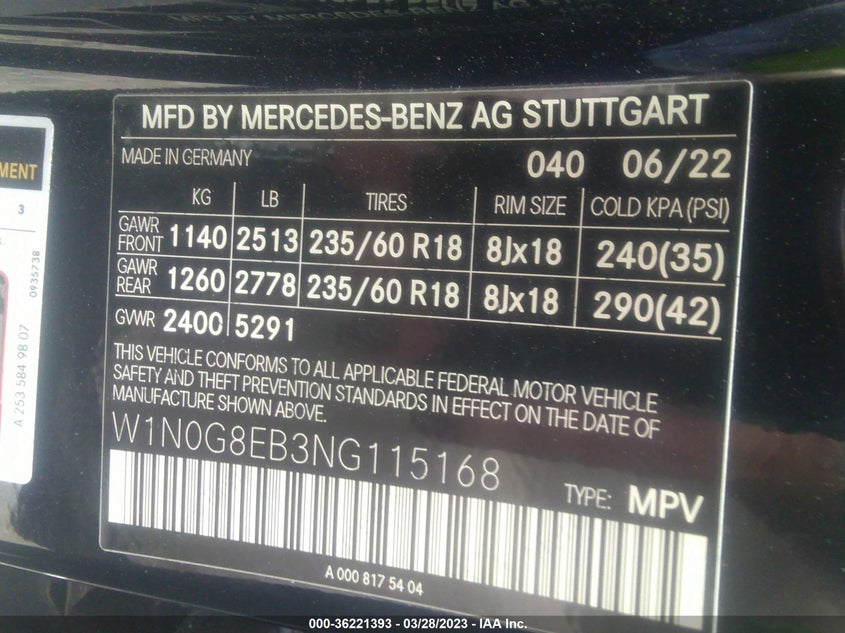 MFD BY MERCEDES-BENZ AG STUTTGART
MADE IN GERMANY 040 06/22
KG LB TIRES RIM SIZE COLD KPA (PSI)
GAWR FRONT 1140 2513 235/60 R18 8Jx18 240(35)
GAWR REAR 1260 2778 235/60 R18 8Jx18 290(42)
GVWR 2400 5291
THIS VEHICLE CONFORMS TO ALL APPLICABLE FEDERAL MOTOR VEHICLE
SAFETY AND THEFT PREVENTION STANDARDS IN EFFECT ON THE DATE OF
MANUFACTURE SHOWN ABOVE.
W1N0G8EB3NG115168
TYPE: MPV
A 000 817 54 04
MENT
3
0935738
A 253 584 98 07
000-36221393 - 03/28/2023 - IAA Inc.